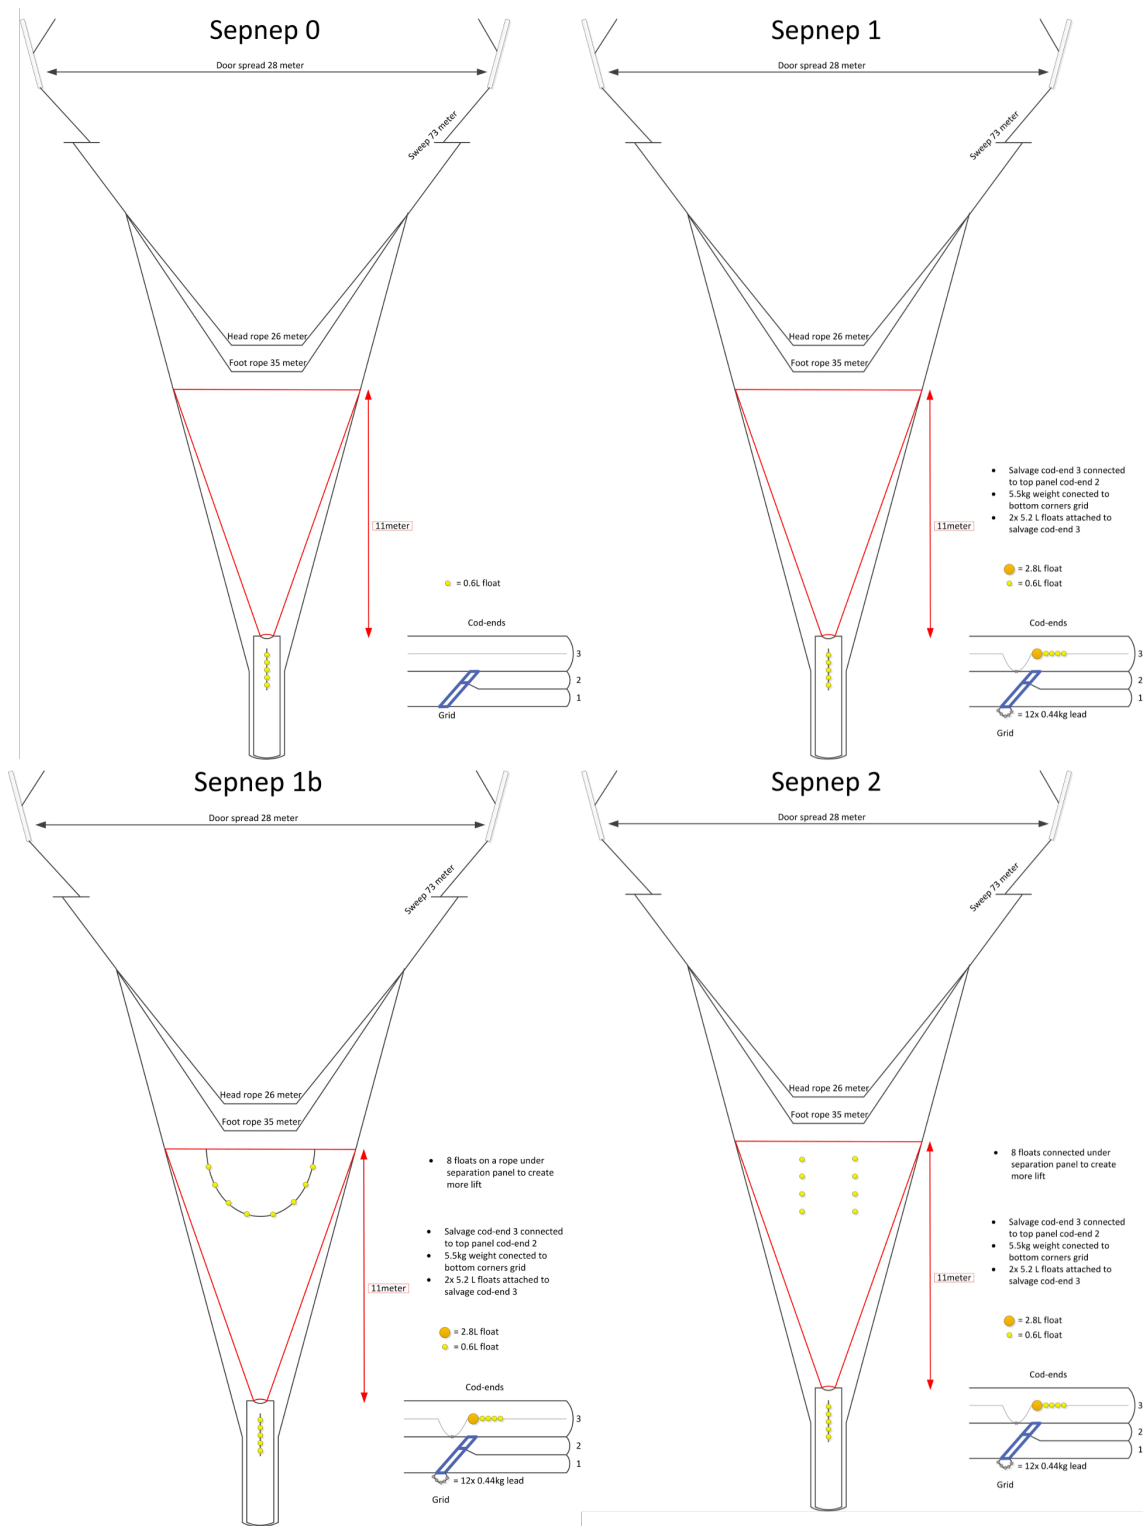 Sepnep 0
Door spread 28 meter
Sweep 73 meter
Head rope 26 meter
Foot rope 35 meter
11meter
= 0.6L float
Cod-ends
3
2
1
Grid
Sepnep 1
Door spread 28 meter
Sweep 73 meter
Head rope 26 meter
Foot rope 35 meter
• Salvage cod-end 3 connected
to top panel cod-end 2
• 5.5kg weight conected to
bottom corners grid
• 2x 5.2 L floats attached to
salvage cod-end 3
11meter
= 2.8L float
= 0.6L float
Cod-ends
3
2
1
= 12x 0.44kg lead
Grid
Sepnep 1b
Door spread 28 meter
Sweep 73 meter
Head rope 26 meter
Foot rope 35 meter
• 8 floats on a rope under
separation panel to create
more lift
• Salvage cod-end 3 connected
to top panel cod-end 2
• 5.5kg weight conected to
bottom corners grid
• 2x 5.2 L floats attached to
salvage cod-end 3
11meter
= 2.8L float
= 0.6L float
Cod-ends
3
2
1
= 12x 0.44kg lead
Grid
Sepnep 2
Door spread 28 meter
Sweep 73 meter
Head rope 26 meter
Foot rope 35 meter
• 8 floats connected under
separation panel to create
more lift
• Salvage cod-end 3 connected
to top panel cod-end 2
• 5.5kg weight conected to
bottom corners grid
• 2x 5.2 L floats attached to
salvage cod-end 3
11meter
= 2.8L float
= 0.6L float
Cod-ends
3
2
1
= 12x 0.44kg lead
Grid